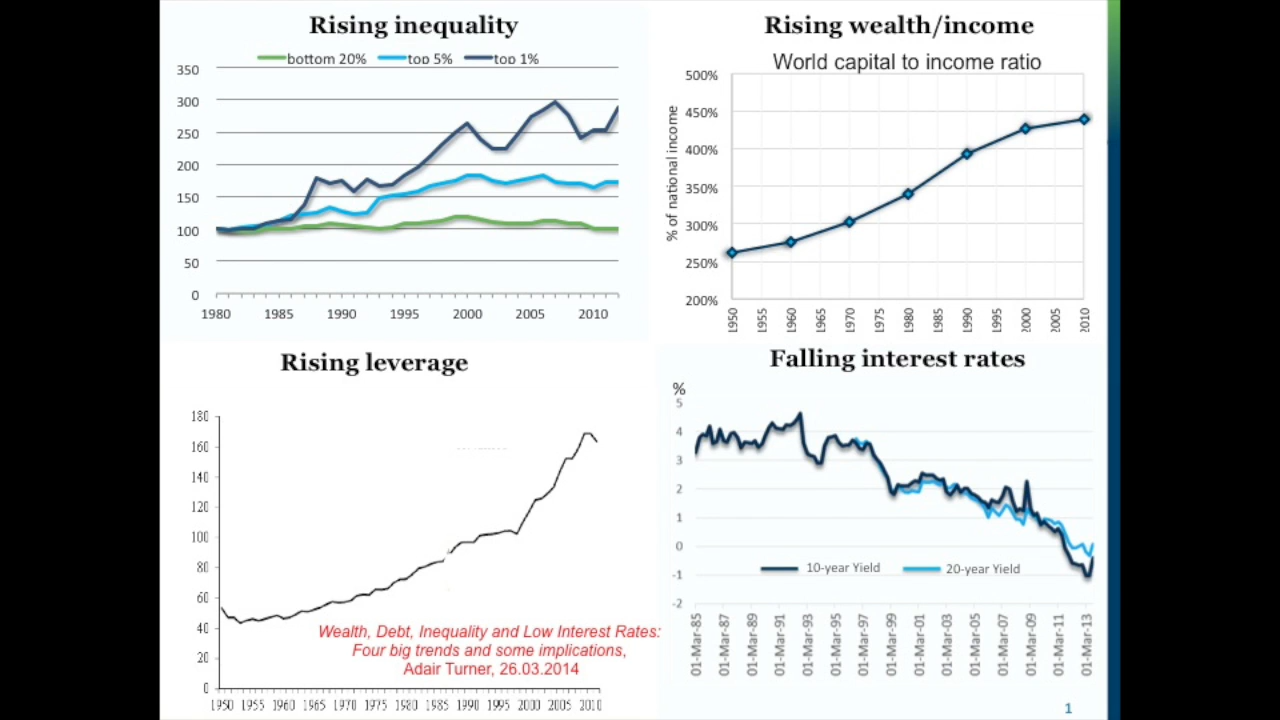 Rising inequality
bottom 20% top 5% top 1%
350
300
250
200
150
100
50
0
1980 1985 1990 1995 2000 2005 2010
Rising wealth/income
World capital to income ratio
% of national income
500%
450%
400%
350%
300%
250%
200%
1950 1955 1960 1965 1970 1975 1980 1985 1990 1995 2000 2005 2010
Rising leverage
180
160
140
120
100
80
60
40
20
0
1950 1955 1960 1965 1970 1975 1980 1985 1990 1995 2000 2005 2010
Wealth, Debt, Inequality and Low Interest Rates:
Four big trends and some implications,
Adair Turner, 26.03.2014
Falling interest rates
%
5
4
3
2
1
0
-1
-2
10-year Yield 20-year Yield
01-Mar-85 01-Mar-87 01-Mar-89 01-Mar-91 01-Mar-93 01-Mar-95 01-Mar-97 01-Mar-99 01-Mar-01 01-Mar-03 01-Mar-05 01-Mar-07 01-Mar-09 01-Mar-11 01-Mar-13
1